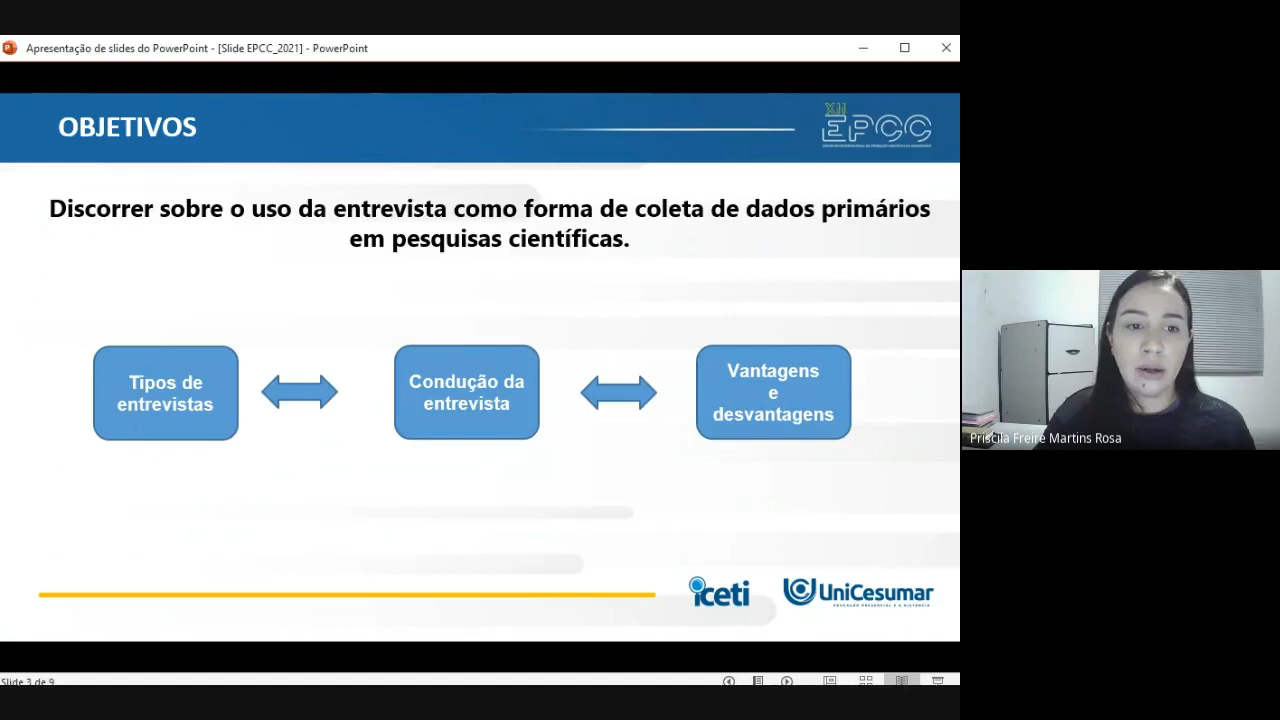 Apresentação de slides do PowerPoint - [Slide EPCC_2021] - PowerPoint
OBJETIVOS
XII
EPCC
Discorrer sobre o uso da entrevista como forma de coleta de dados primários
em pesquisas científicas.
Tipos de
entrevistas
Condução da
entrevista
Vantagens
e
desvantagens
Priscila Freire Martins Rosa
iceti
UniCesumar
EDUCAÇÃO PRESENCIAL E A DISTÂNCIA
Slide 3 de 9